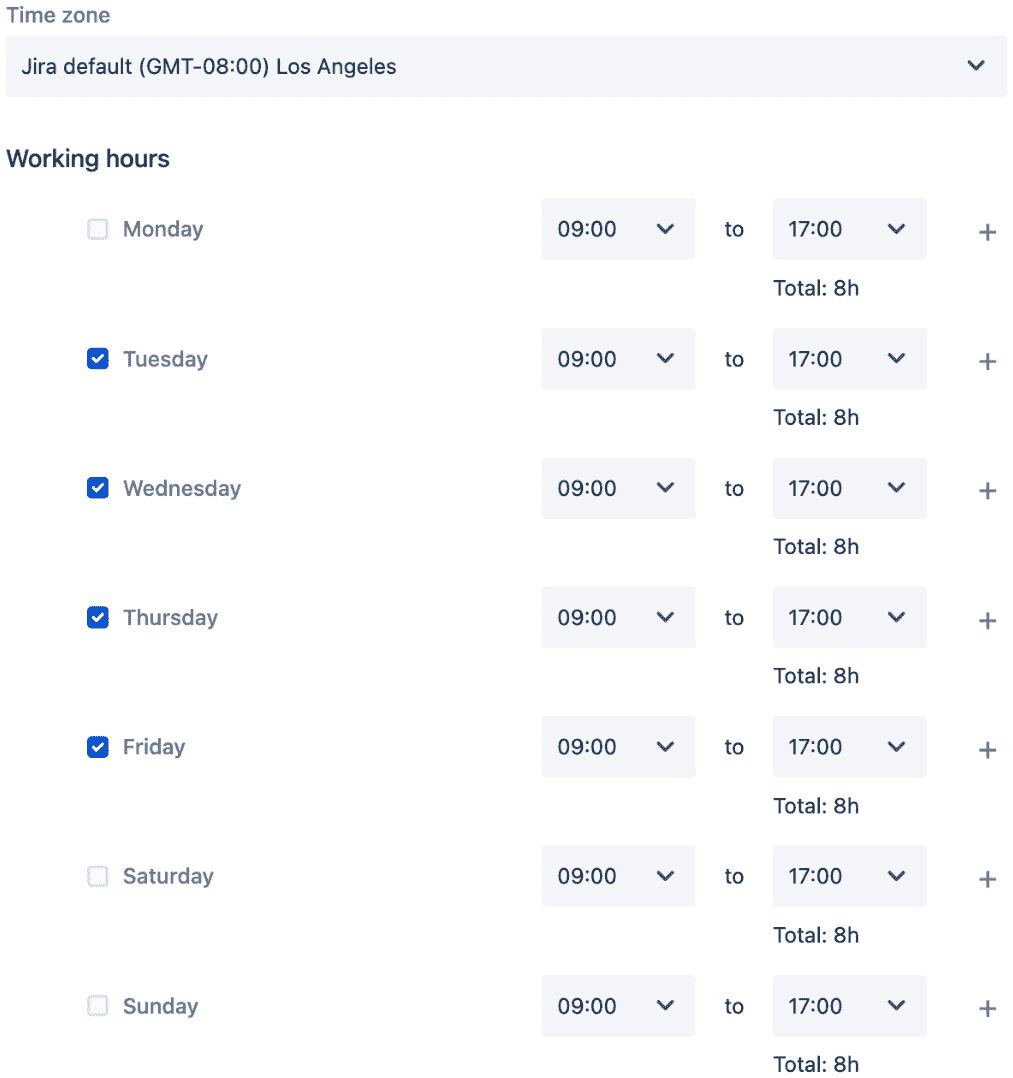 Time zone
Jira default (GMT-08:00) Los Angeles
Working hours
Monday 09:00 to 17:00 +
Total: 8h
Tuesday 09:00 to 17:00 +
Total: 8h
Wednesday 09:00 to 17:00 +
Total: 8h
Thursday 09:00 to 17:00 +
Total: 8h
Friday 09:00 to 17:00 +
Total: 8h
Saturday 09:00 to 17:00 +
Total: 8h
Sunday 09:00 to 17:00 +
Total: 8h